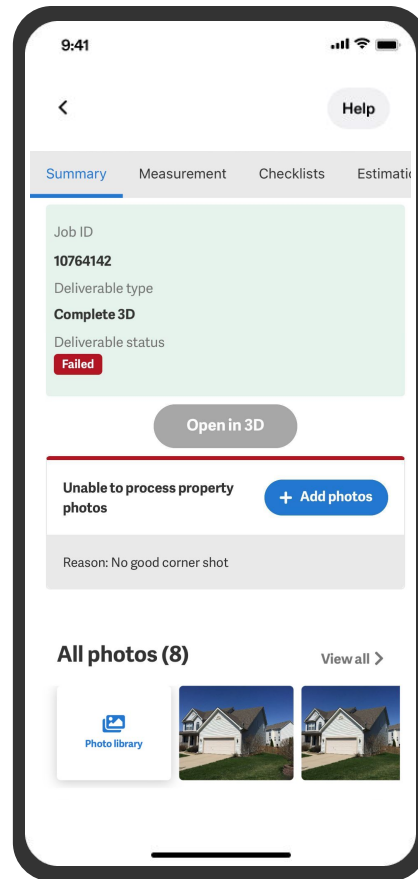 9:41
Help
Summary Measurement Checklists
Job ID
10764142
Deliverable type
Complete 3D
Deliverable status
Failed
Open in 3D
Unable to process property
photos
+ Add photos
Reason: No good corner shot
All photos (8)
View all
Photo library